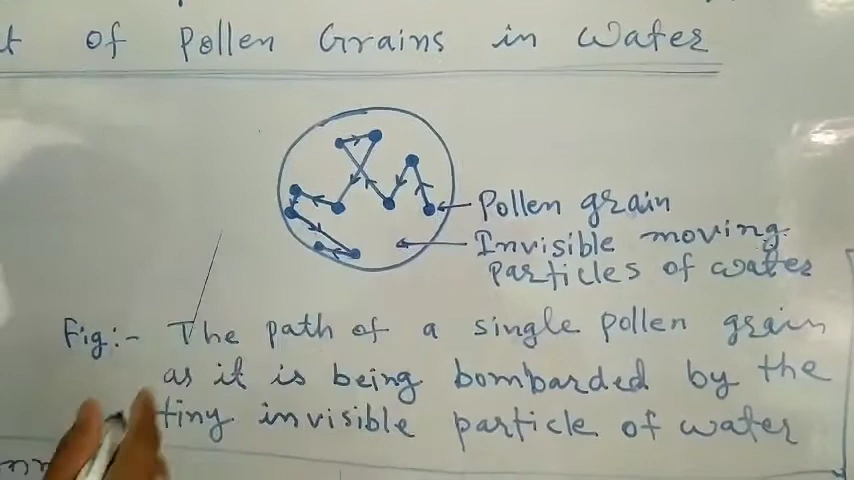 of Pollen Grains in Water
Pollen grain
Invisible moving
particles of water
Fig:- The path of a single pollen grain
as it is being bombarded by the
tiny invisible particle of water